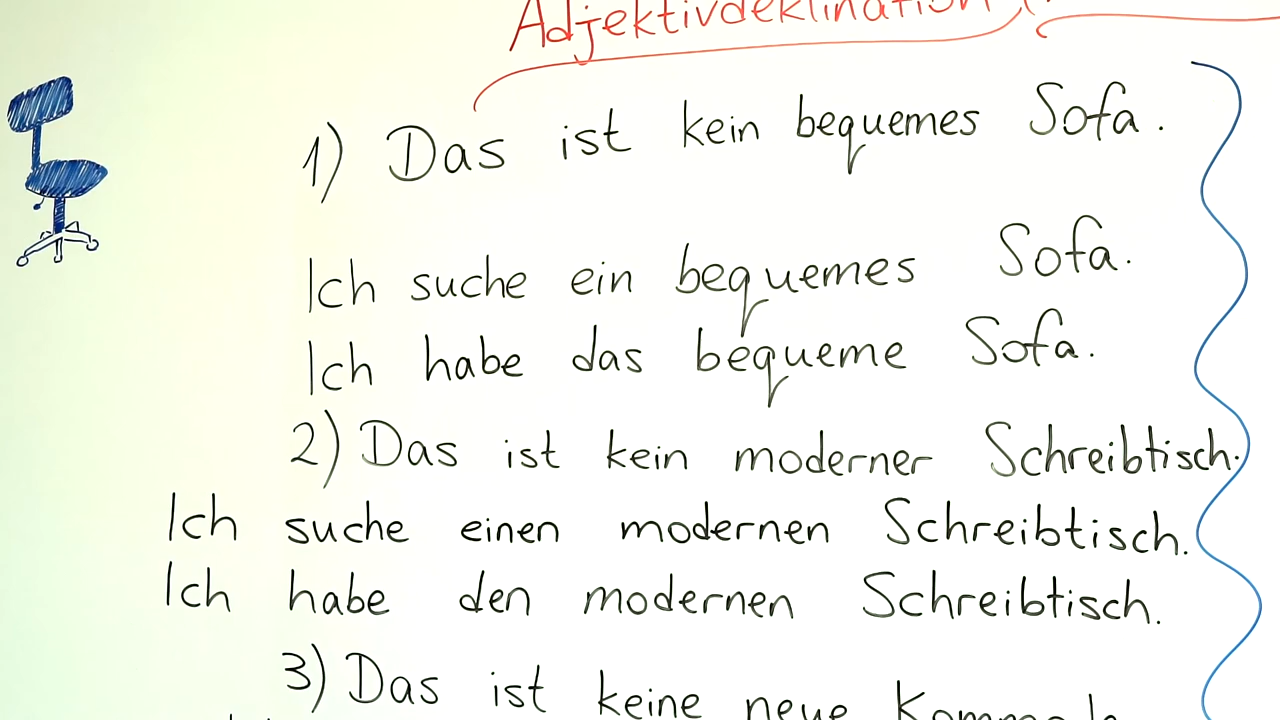 Adjektivdeklination
1) Das ist kein bequemes Sofa.
Ich suche ein bequemes Sofa.
Ich habe das bequeme Sofa.
2) Das ist kein moderner Schreibtisch.
Ich suche einen modernen Schreibtisch.
Ich habe den modernen Schreibtisch.
3) Das ist keine neue